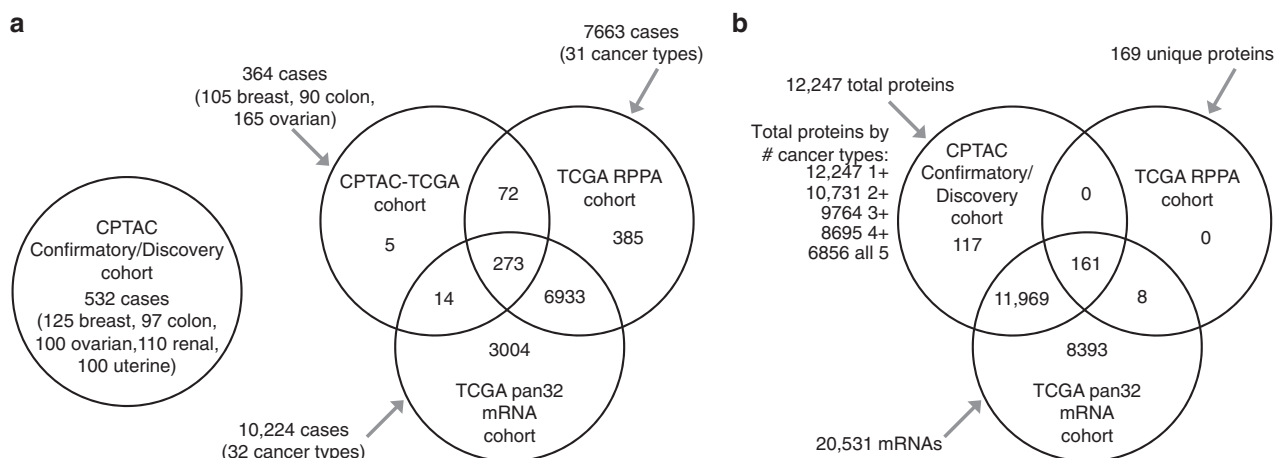 a
7663 cases
(31 cancer types)
364 cases
(105 breast, 90 colon,
165 ovarian)
CPTAC-TCGA
cohort
5
72
TCGA RPPA
cohort
385
273
14
6933
3004
TCGA pan32
mRNA
cohort
10,224 cases
(32 cancer types)
CPTAC
Confirmatory/Discovery
cohort
532 cases
(125 breast, 97 colon,
100 ovarian,110 renal,
100 uterine)
b
169 unique proteins
12,247 total proteins
Total proteins by
# cancer types:
12,247 1+
10,731 2+
9764 3+
8695 4+
6856 all 5
CPTAC
Confirmatory/
Discovery
cohort
117
0
TCGA RPPA
cohort
0
161
11,969
8
8393
TCGA pan32
mRNA
cohort
20,531 mRNAs